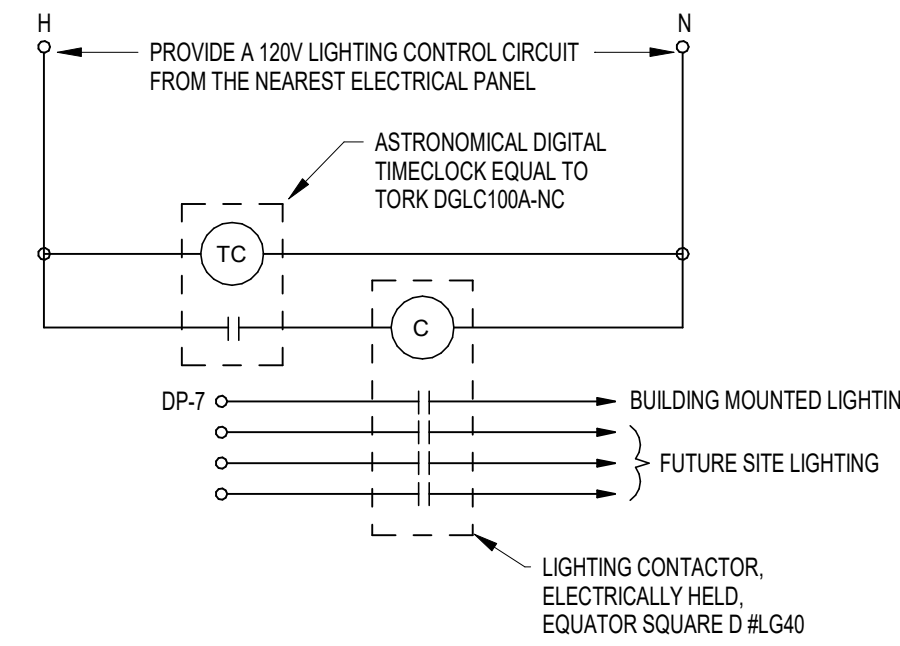 H
N
PROVIDE A 120V LIGHTING CONTROL CIRCUIT
FROM THE NEAREST ELECTRICAL PANEL
ASTRONOMICAL DIGITAL
TIMECLOCK EQUAL TO
TORK DGLC100A-NC
TC
C
DP-7
BUILDING MOUNTED LIGHTIN
FUTURE SITE LIGHTING
LIGHTING CONTACTOR,
ELECTRICALLY HELD,
EQUATOR SQUARE D #LG40